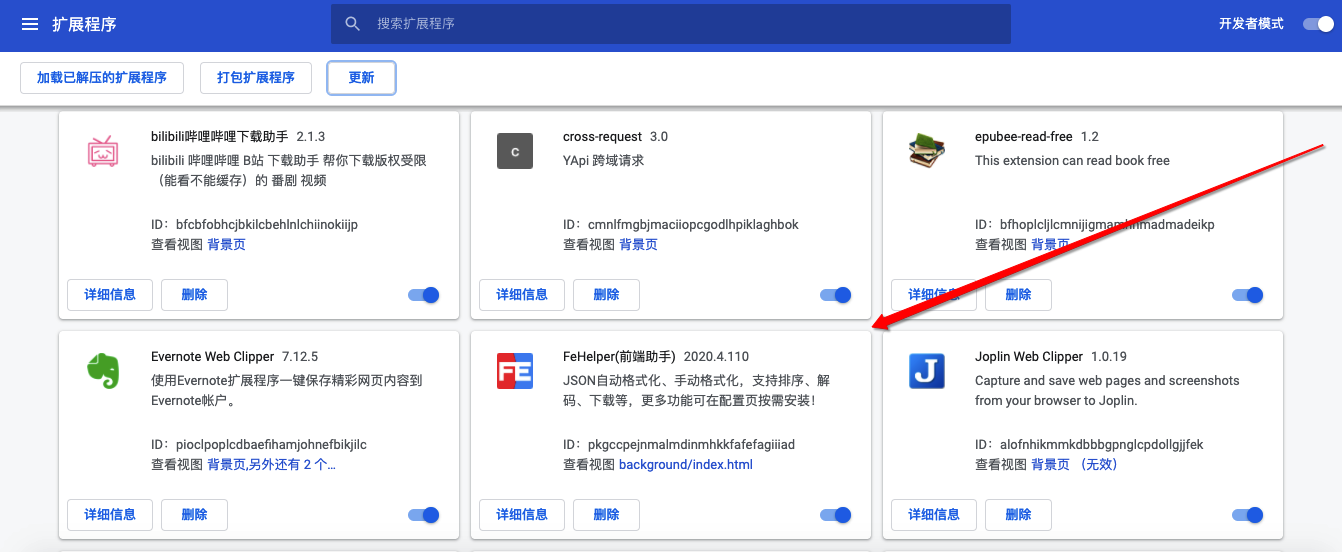 扩展程序
搜索扩展程序
开发者模式
加载已解压的扩展程序
打包扩展程序
更新
bilibili哔哩哔哩下载助手 2.1.3
bilibili 哔哩哔哩 B站 下载助手 帮你下载版权受限
（能看不能缓存）的 番剧 视频
ID：bfcbfobhcjbkilcbehlnlchiinokiijp
查看视图 背景页
详细信息
删除
C
cross-request 3.0
YApi 跨域请求
ID：cmnlfmgbjmaciiopcgodlhpiklaghbok
查看视图 背景页
详细信息
删除
epubee-read-free 1.2
This extension can read book free
查看视图 背景页
详细信息
删除
Evernote Web Clipper 7.12.5
使用Evernote扩展程序一键保存精彩网页内容到
Evernote帐户。
ID：pioclpoplcdbaefihamjohnefbikjilc
查看视图 背景页,另外还有 2 个…
详细信息
删除
FE
FeHelper(前端助手) 2020.4.110
JSON自动格式化、手动格式化，支持排序、解
码、下载等，更多功能可在配置页按需安装！
ID：pkgccpejnmalmdinmhkkfafefagiiiad
查看视图 background/index.html
详细信息
删除
J
Joplin Web Clipper 1.0.19
Capture and save web pages and screenshots
from your browser to Joplin.
ID：alofnhikmmkdbbbgpnglcpdollgjjfek
查看视图 背景页 （无效）
详细信息
删除